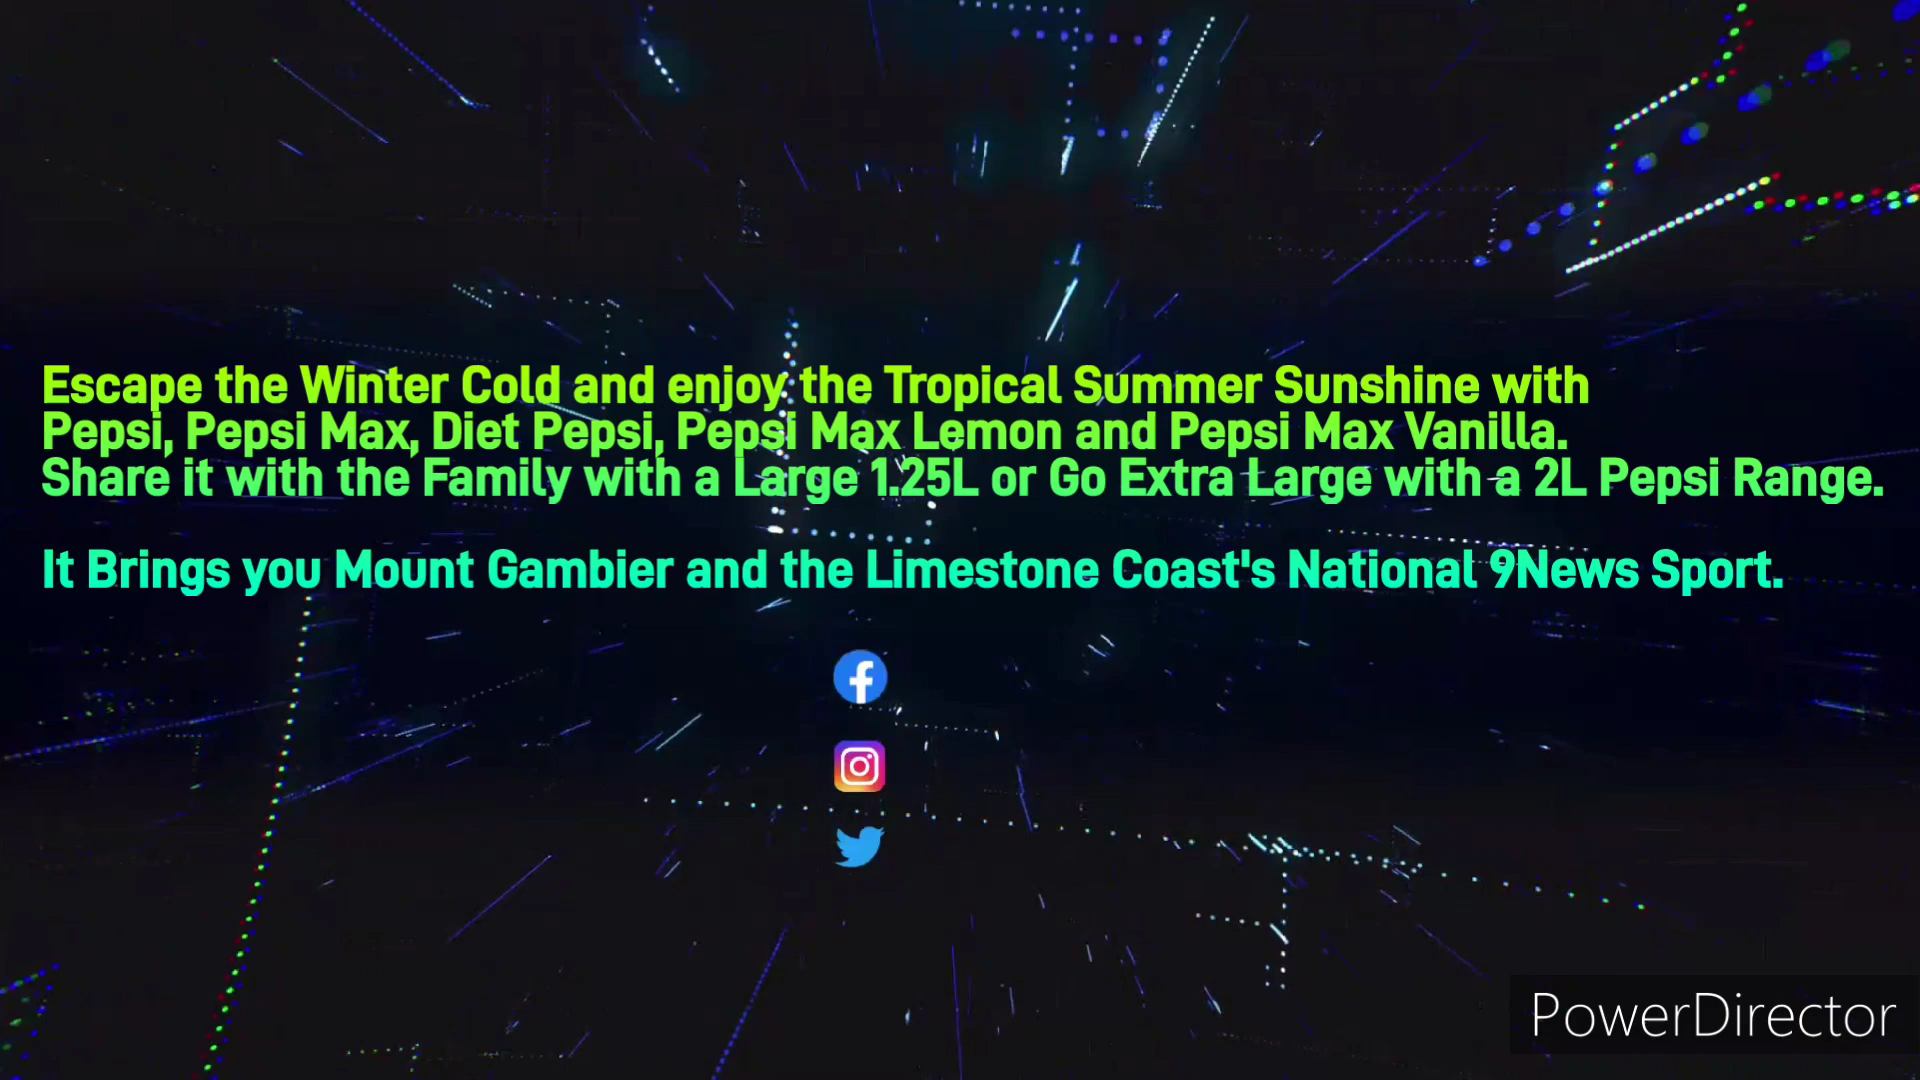 Escape the Winter Cold and enjoy the Tropical Summer Sunshine with
Pepsi, Pepsi Max, Diet Pepsi, Pepsi Max Lemon and Pepsi Max Vanilla.
Share it with the Family with a Large 1.25L or Go Extra Large with a 2L Pepsi Range.
It Brings you Mount Gambier and the Limestone Coast's National 9News Sport.
PowerDirector